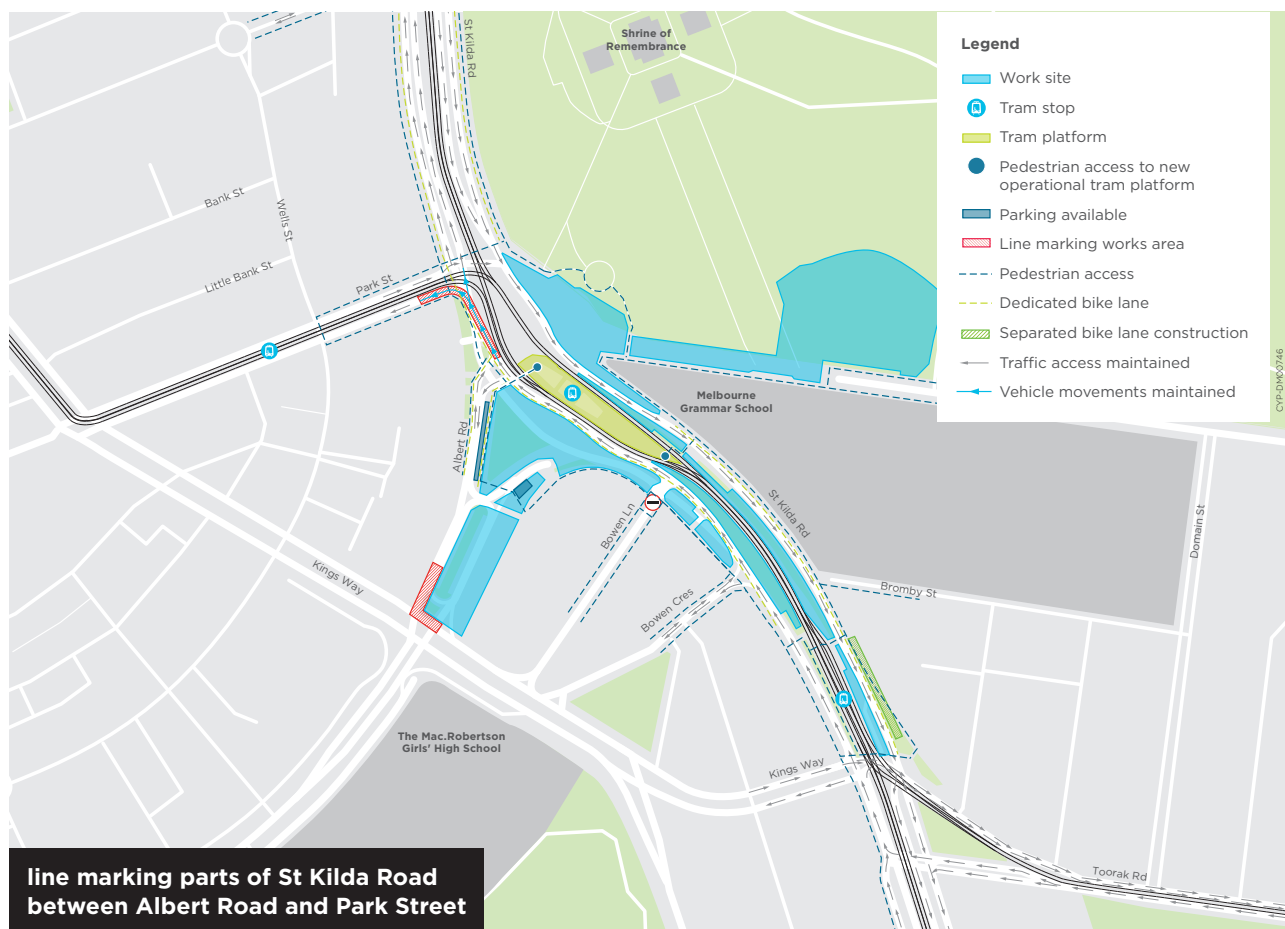 St Kilda Rd
Shrine of
Remembrance
Bank St
Wells St
Little Bank St
Park St
Melbourne
Grammar School
Albert Rd
Bowen Ln
St Kilda Rd
Domain St
Kings Way
Bromby St
Bowen Cres
The Mac.Robertson
Girls' High School
Kings Way
Toorak Rd
Legend
Work site
Tram stop
Tram platform
Pedestrian access to new
operational tram platform
Parking available
Line marking works area
Pedestrian access
Dedicated bike lane
Separated bike lane construction
Traffic access maintained
Vehicle movements maintained
CYP-DM00746
line marking parts of St Kilda Road
between Albert Road and Park Street